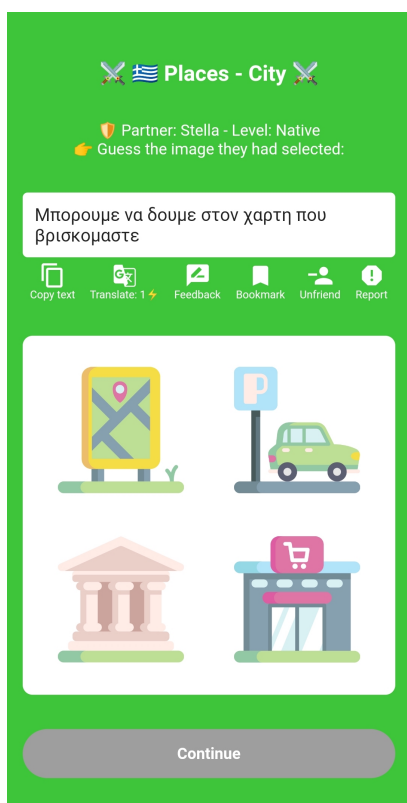 ⚔️ 🇬🇷 Places - City ⚔️
🛡️ Partner: Stella - Level: Native
👉 Guess the image they had selected:
Μπορουμε να δουμε στον χαρτη που
βρισκομαστε
Copy text Translate: 1⚡ Feedback Bookmark Unfriend Report
P
Continue